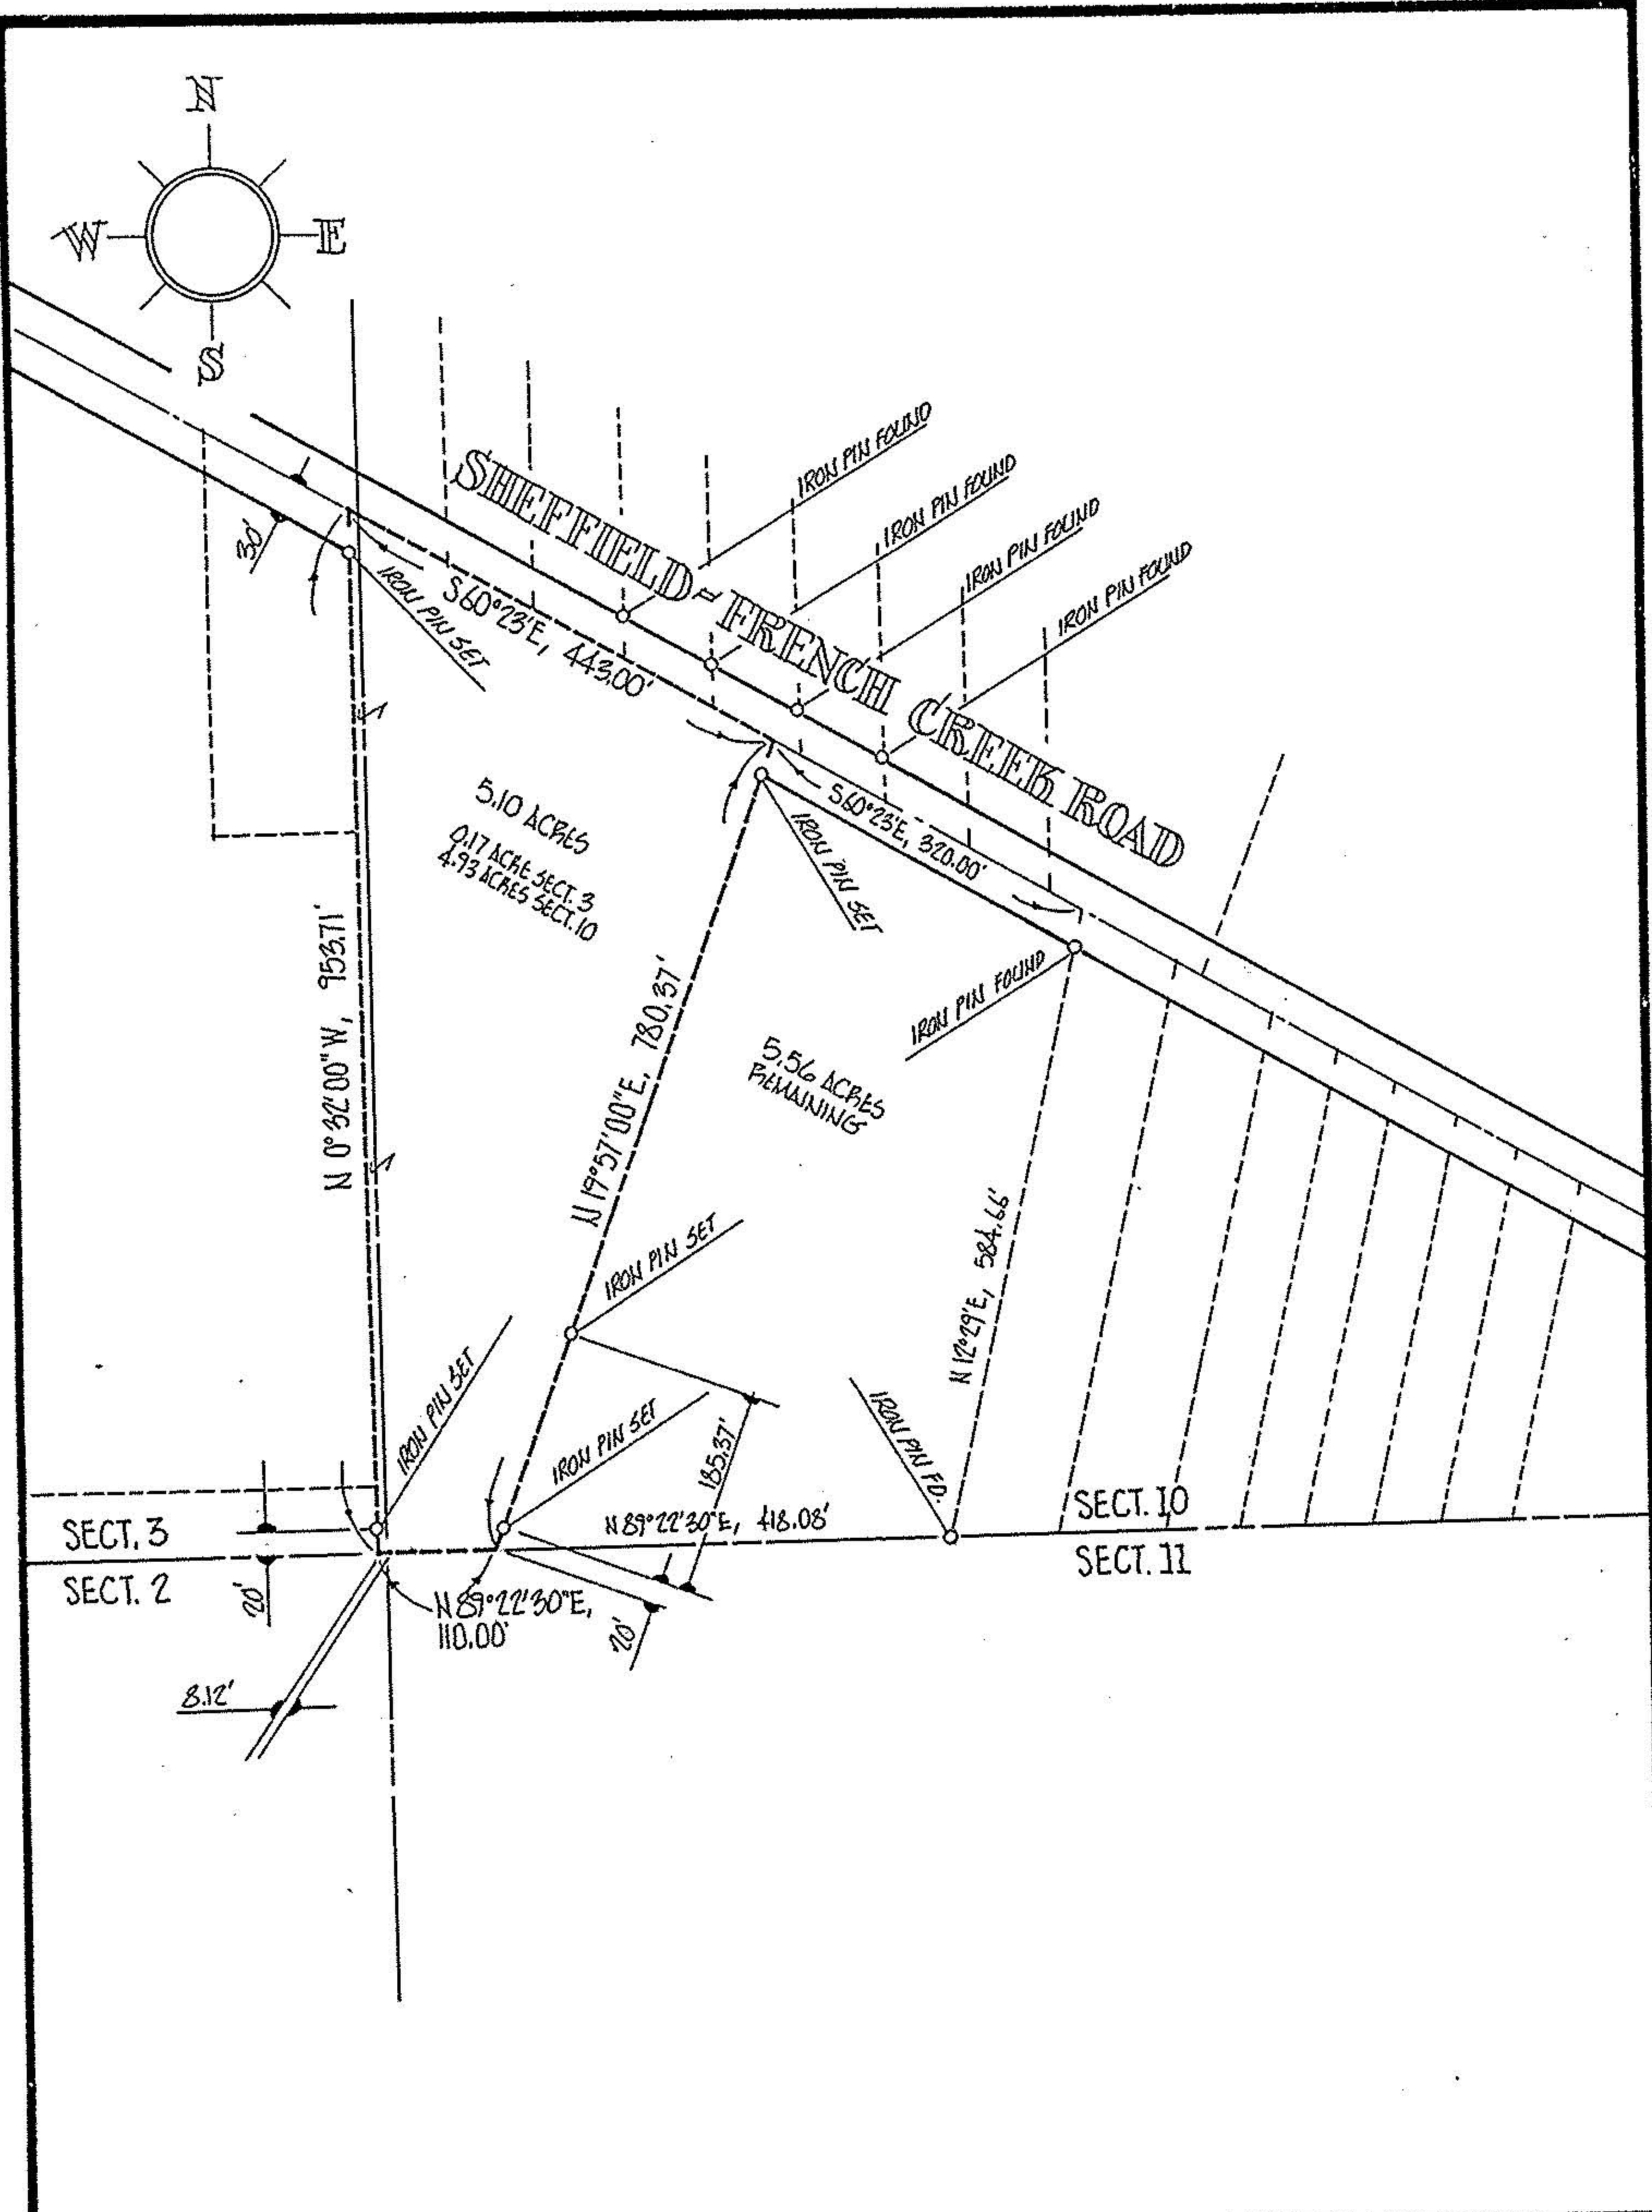 N
W
E
S
IRON PIN FOUND
IRON PIN FOUND
IRON PIN FOUND
IRON PIN FOUND
SHEFFIELD-FRENCH CREEK ROAD
30'
IRON PIN SET
S60°23'E, 443.00'
S60°23'E, 320.00'
5.10 ACRES
0.17 ACRE SECT. 3
4.93 ACRES SECT. 10
IRON PIN SET
IRON PIN FOUND
N 0°32'00"W, 953.71'
N 19°57'00"E, 780.37'
5.56 ACRES
REMAINING
N 12°29'E, 584.66'
IRON PIN SET
IRON PIN SET
IRON PIN SET
185.37'
IRON PIN FD.
N 89°22'30"E, 418.08'
SECT. 10
SECT. 11
SECT. 3
SECT. 2
20'
N 89°22'30"E,
110.00'
20'
8.12'